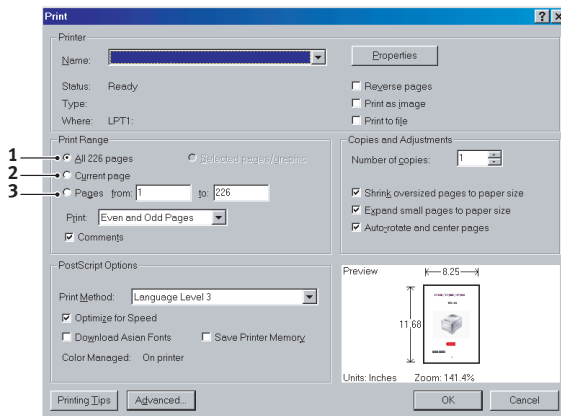 Print
Printer
Name:
Properties
Status: Ready
Reverse pages
Type:
Print as image
Where: LPT1:
Print to file
Print Range
1 All 226 pages
Selected pages/graphic
2 Current page
3 Pages from: 1 to: 226
Print: Even and Odd Pages
Comments
Copies and Adjustments
Number of copies: 1
Shrink oversized pages to paper size
Expand small pages to paper size
Auto-rotate and center pages
PostScript Options
Print Method: Language Level 3
Optimize for Speed
Download Asian Fonts
Save Printer Memory
Color Managed: On printer
Preview
8.25
11.68
Units: Inches Zoom: 141.4%
Printing Tips
Advanced...
OK
Cancel